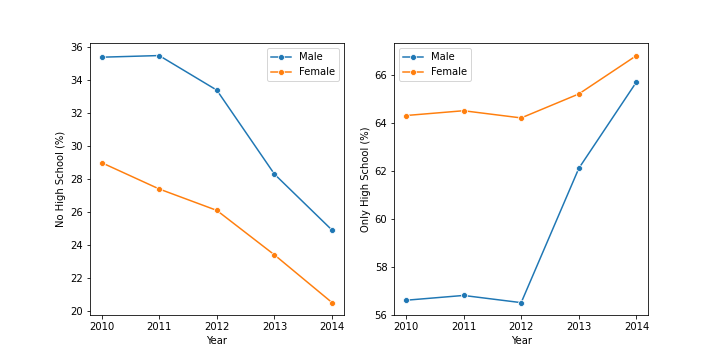 No High School (%)
36
34
32
30
28
26
24
22
20
2010 2011 2012 2013 2014
Year
Male
Female
Only High School (%)
66
64
62
60
58
56
2010 2011 2012 2013 2014
Year
Male
Female